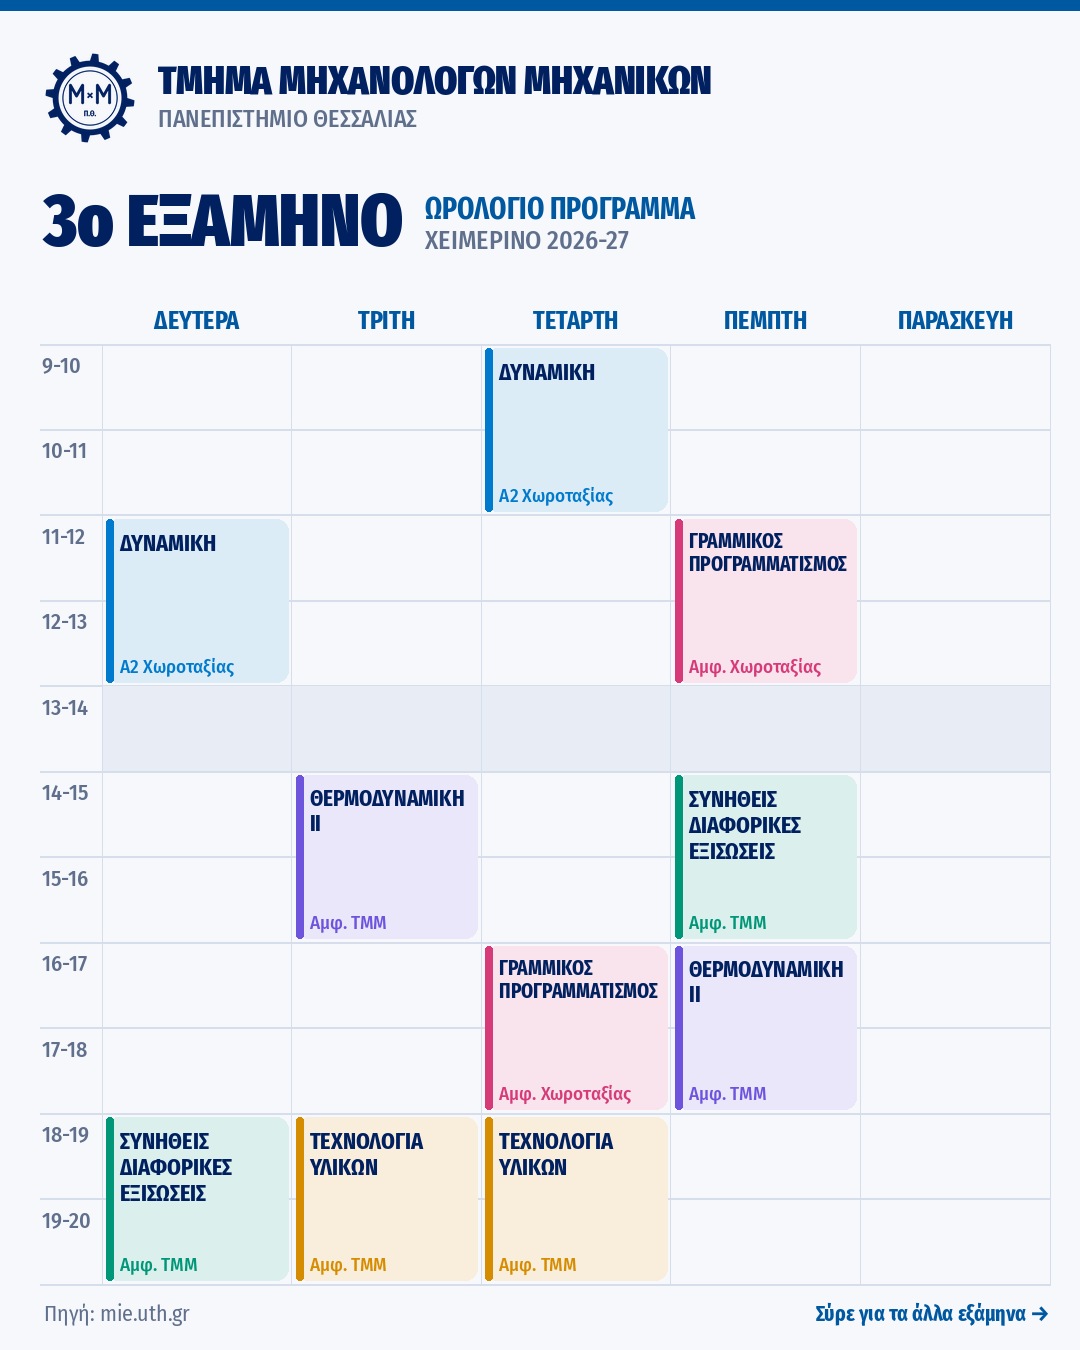 M×M
Π.Θ.
ΤΜΗΜΑ ΜΗΧΑΝΟΛΟΓΩΝ ΜΗΧΑΝΙΚΩΝ
ΠΑΝΕΠΙΣΤΗΜΙΟ ΘΕΣΣΑΛΙΑΣ
3ο ΕΞΑΜΗΝΟ
ΩΡΟΛΟΓΙΟ ΠΡΟΓΡΑΜΜΑ
ΧΕΙΜΕΡΙΝΟ 2026-27
ΔΕΥΤΕΡΑ ΤΡΙΤΗ ΤΕΤΑΡΤΗ ΠΕΜΠΤΗ ΠΑΡΑΣΚΕΥΗ
9-10
ΔΥΝΑΜΙΚΗ
10-11
Α2 Χωροταξίας
11-12
ΔΥΝΑΜΙΚΗ
ΓΡΑΜΜΙΚΟΣ
ΠΡΟΓΡΑΜΜΑΤΙΣΜΟΣ
12-13
Α2 Χωροταξίας
Αμφ. Χωροταξίας
13-14
14-15
ΘΕΡΜΟΔΥΝΑΜΙΚΗ
ΙΙ
ΣΥΝΗΘΕΙΣ
ΔΙΑΦΟΡΙΚΕΣ
ΕΞΙΣΩΣΕΙΣ
15-16
Αμφ. ΤΜΜ
Αμφ. ΤΜΜ
16-17
ΓΡΑΜΜΙΚΟΣ
ΠΡΟΓΡΑΜΜΑΤΙΣΜΟΣ
ΘΕΡΜΟΔΥΝΑΜΙΚΗ
ΙΙ
17-18
Αμφ. Χωροταξίας
Αμφ. ΤΜΜ
18-19
ΣΥΝΗΘΕΙΣ
ΔΙΑΦΟΡΙΚΕΣ
ΕΞΙΣΩΣΕΙΣ
ΤΕΧΝΟΛΟΓΙΑ
ΥΛΙΚΩΝ
ΤΕΧΝΟΛΟΓΙΑ
ΥΛΙΚΩΝ
19-20
Αμφ. ΤΜΜ
Αμφ. ΤΜΜ
Αμφ. ΤΜΜ
Πηγή: mie.uth.gr
Σύρε για τα άλλα εξάμηνα →